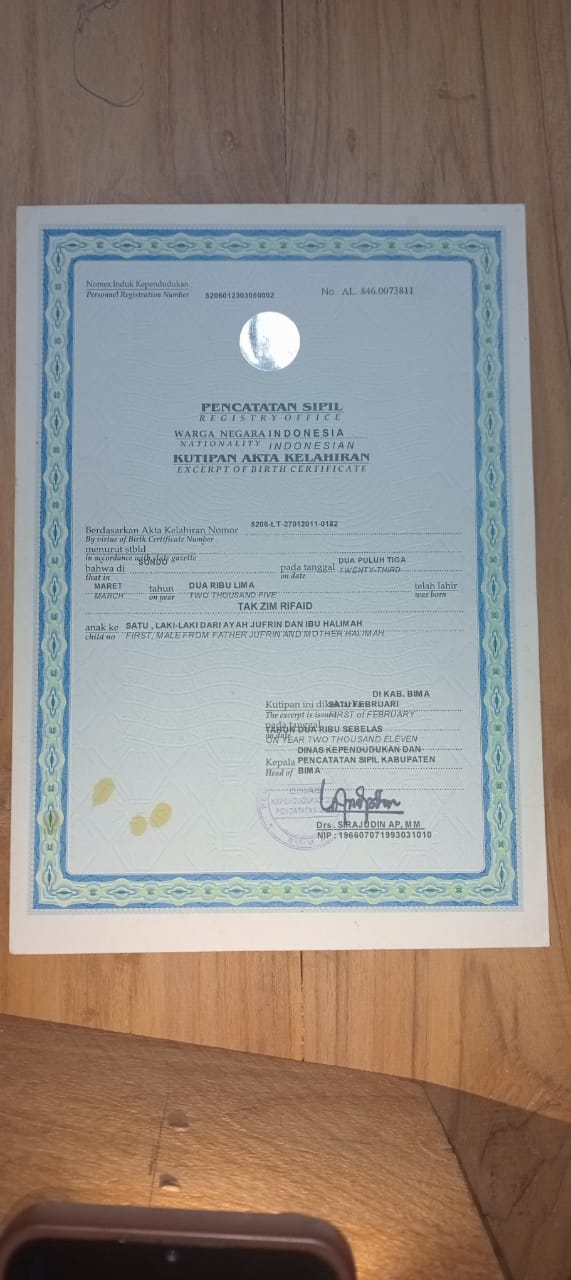 Nomor Induk Kependudukan
Personnel Registration Number 5206012303050002 No. AL. 846.0073811
PENCATATAN SIPIL
REGISTRY OFFICE
WARGA NEGARA INDONESIA
NATIONALITY INDONESIAN
KUTIPAN AKTA KELAHIRAN
EXCERPT OF BIRTH CERTIFICATE
Berdasarkan Akta Kelahiran Nomor 5206-LT-27012011-0182
By virtue of Birth Certificate Number
menurut stbld
in accordance with state gazette
bahwa di SONDO pada tanggal DUA PULUH TIGA
that in on date TWENTY-THIRD
MARET tahun DUA RIBU LIMA telah lahir
MARCH on year TWO THOUSAND FIVE was born
TAK ZIM RIFAID
anak ke SATU , LAKI-LAKI DARI AYAH JUFRIN DAN IBU HALIMAH
child no FIRST, MALE FROM FATHER JUFRIN AND MOTHER HALIMAH
DI KAB. BIMA
Kutipan ini SATU FEBRUARI
The excerpt is issued FIRST of FEBRUARY
pada tanggal TAHUN DUA RIBU SEBELAS
on date ON YEAR TWO THOUSAND ELEVEN
DINAS KEPENDUDUKAN DAN
Kepala PENCATATAN SIPIL KABUPATEN
Head of BIMA
DINAS
KEPENDUDUKAN
PENCATATAN
Drs. SIRAJUDIN AP, MM
NIP : 196607071993031010